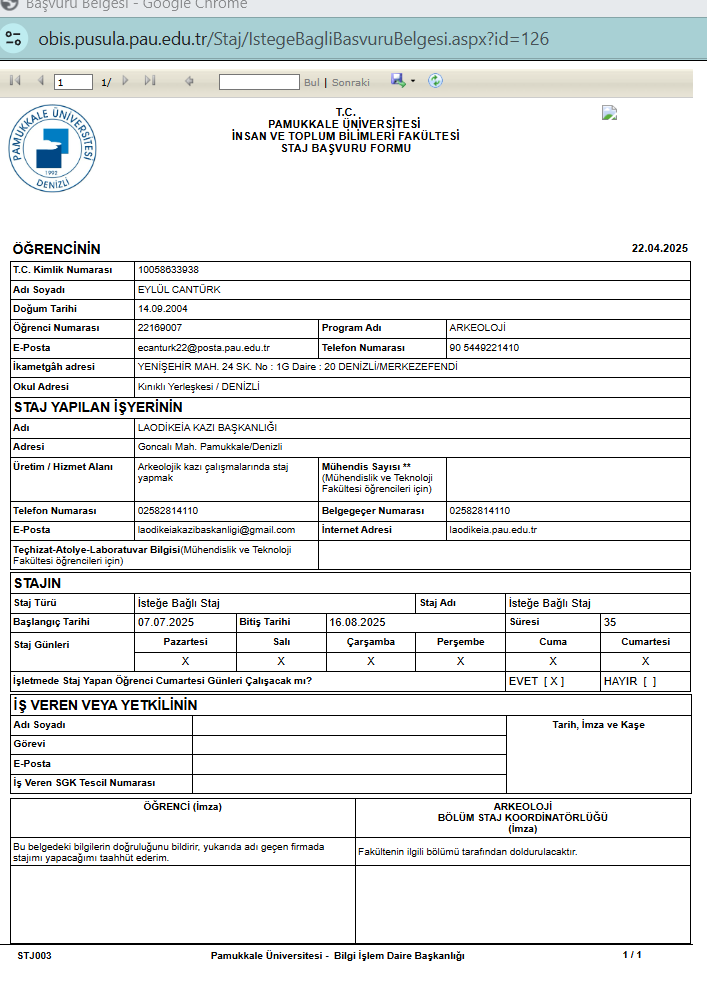 Başvuru Belgesi - Google Chrome
obis.pusula.pau.edu.tr/Staj/IstegeBagliBasvuruBelgesi.aspx?id=126
1 1/ Bul | Sonraki
PAMUKKALE ÜNİVERSİTESİ
1992
DENİZLİ
T.C.
PAMUKKALE ÜNİVERSİTESİ
İNSAN VE TOPLUM BİLİMLERİ FAKÜLTESİ
STAJ BAŞVURU FORMU
ÖĞRENCİNİN 22.04.2025
T.C. Kimlik Numarası 10058633938
Adı Soyadı EYLÜL CANTÜRK
Doğum Tarihi 14.09.2004
Öğrenci Numarası 22169007 Program Adı ARKEOLOJİ
E-Posta ecanturk22@posta.pau.edu.tr Telefon Numarası 90 5449221410
İkametgâh adresi YENİŞEHİR MAH. 24 SK. No : 1G Daire : 20 DENİZLİ/MERKEZEFENDİ
Okul Adresi Kınıklı Yerleşkesi / DENİZLİ
STAJ YAPILAN İŞYERİNİN
Adı LAODİKEİA KAZI BAŞKANLIĞI
Adresi Goncalı Mah. Pamukkale/Denizli
Üretim / Hizmet Alanı Arkeolojik kazı çalışmalarında staj yapmak Mühendis Sayısı **
(Mühendislik ve Teknoloji
Fakültesi öğrencileri için)
Telefon Numarası 02582814110 Belgegeçer Numarası 02582814110
E-Posta laodikeiakazibaskanligi@gmail.com İnternet Adresi laodikeia.pau.edu.tr
Teçhizat-Atolye-Laboratuvar Bilgisi(Mühendislik ve Teknoloji
Fakültesi öğrencileri için)
STAJIN
Staj Türü İsteğe Bağlı Staj Staj Adı İsteğe Bağlı Staj
Başlangıç Tarihi 07.07.2025 Bitiş Tarihi 16.08.2025 Süresi 35
Staj Günleri Pazartesi Salı Çarşamba Perşembe Cuma Cumartesi
X X X X X X
İşletmede Staj Yapan Öğrenci Cumartesi Günleri Çalışacak mı? EVET [ X ] HAYIR [ ]
İŞ VEREN VEYA YETKİLİNİN
Adı Soyadı Tarih, İmza ve Kaşe
Görevi
E-Posta
İş Veren SGK Tescil Numarası
ÖĞRENCİ (İmza) ARKEOLOJİ
BÖLÜM STAJ KOORDİNATÖRLÜĞÜ
(İmza)
Bu belgedeki bilgilerin doğruluğunu bildirir, yukarıda adı geçen firmada
stajımı yapacağımı taahhüt ederim.
Fakültenin ilgili bölümü tarafından doldurulacaktır.
STJ003 Pamukkale Üniversitesi - Bilgi İşlem Daire Başkanlığı 1 / 1